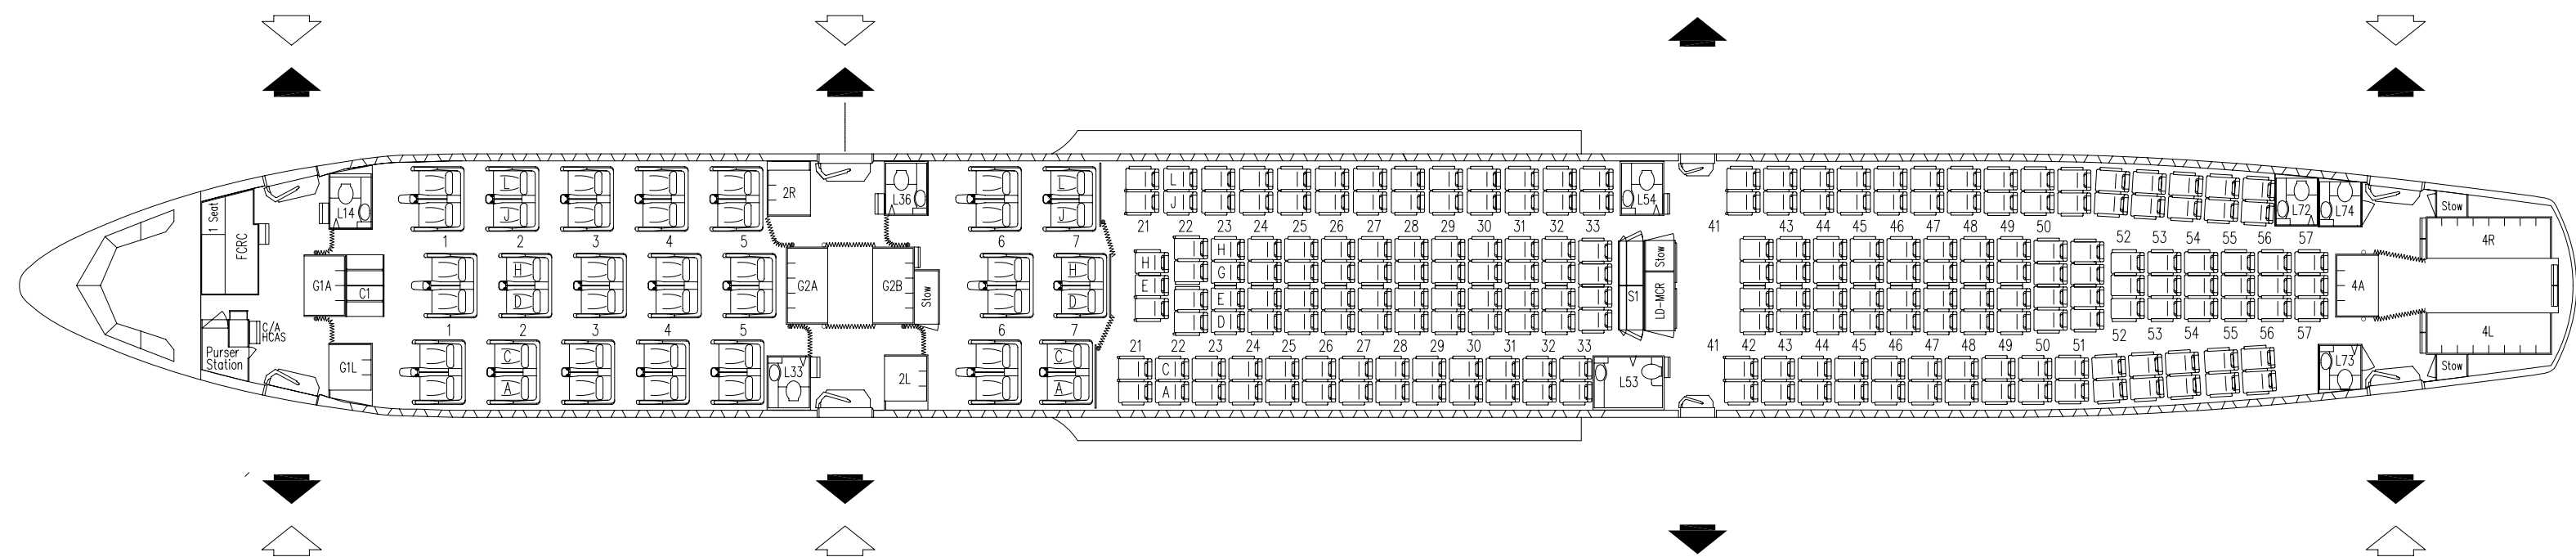 1 Seat
FCRC
L14
2R
L36
L54
L72
L74
Stow
4R
L
J
L
J
L
J
1 2 3 4 5 6 7
21 22 23 24 25 26 27 28 29 30 31 32 33
41 43 44 45 46 47 48 49 50
52 53 54 55 56 57
G1A
C1
H
D
G2A
G2B
Stow
H
D
H
E
H
G
E
D
S1
Stow
LD-MCR
4A
C/A
HCAS
Purser
Station
1 2 3 4 5 6 7
21 22 23 24 25 26 27 28 29 30 31 32 33
41 42 43 44 45 46 47 48 49 50 51
52 53 54 55 56 57
4L
G1L
C
A
L33
2L
C
A
C
A
L53
L73
Stow